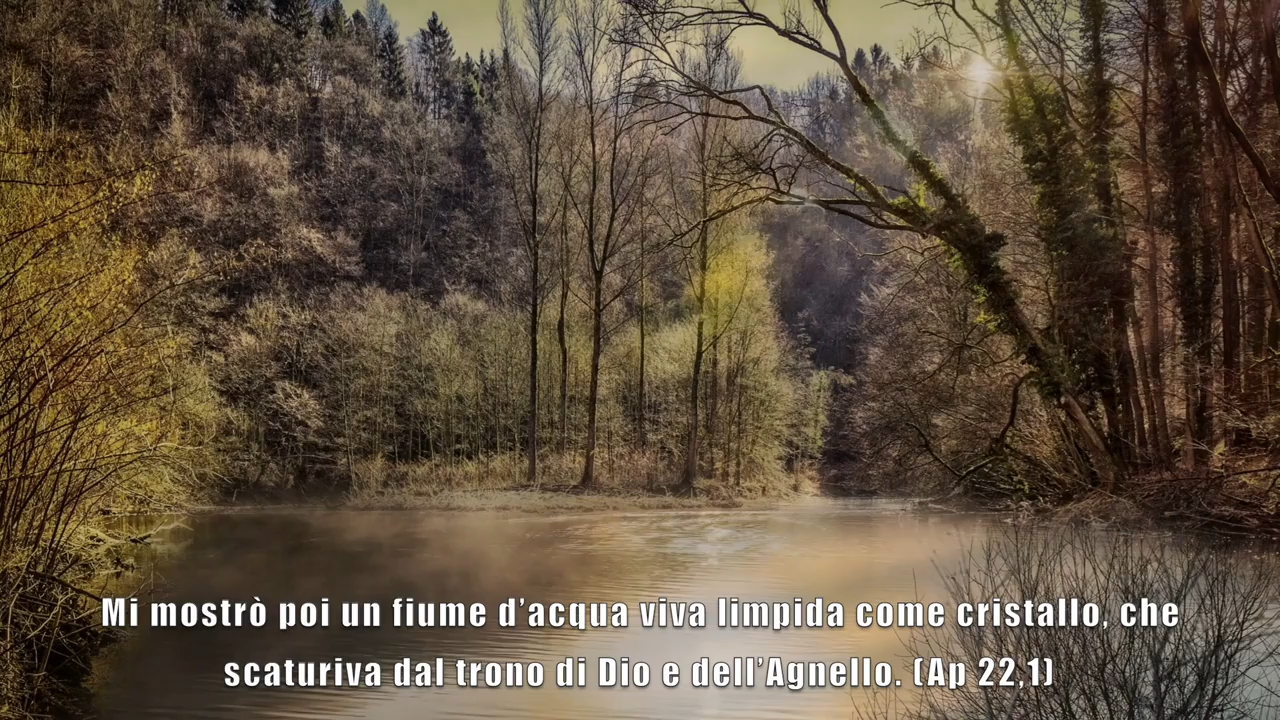 Mi mostrò poi un fiume d’acqua viva limpida come cristallo, che
scaturiva dal trono di Dio e dell’Agnello. (Ap 22,1)